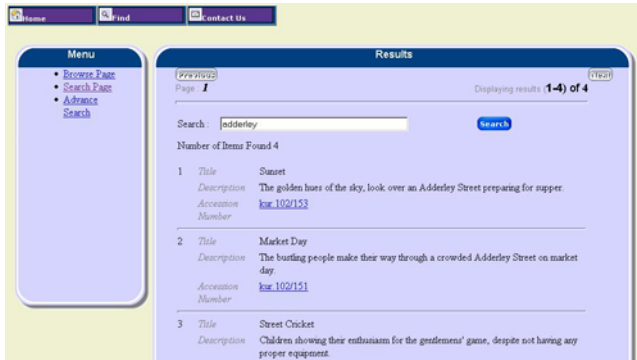 Home Find Contact Us
Menu
Browse Page
Search Page
Advance
Search
Results
Previous Next
Page : 1 Displaying results (1-4) of 4
Search : adderley Search
Number of Items Found 4
1 Title Sunset
Description The golden hues of the sky, look over an Adderley Street preparing for supper.
Accession kur.102/153
Number
2 Title Market Day
Description The bustling people make their way through a crowded Adderley Street on market
day.
Accession kur.102/151
Number
3 Title Street Cricket
Description Children showing their enthusiasm for the gentlemens' game, despite not having any
proper equipment.